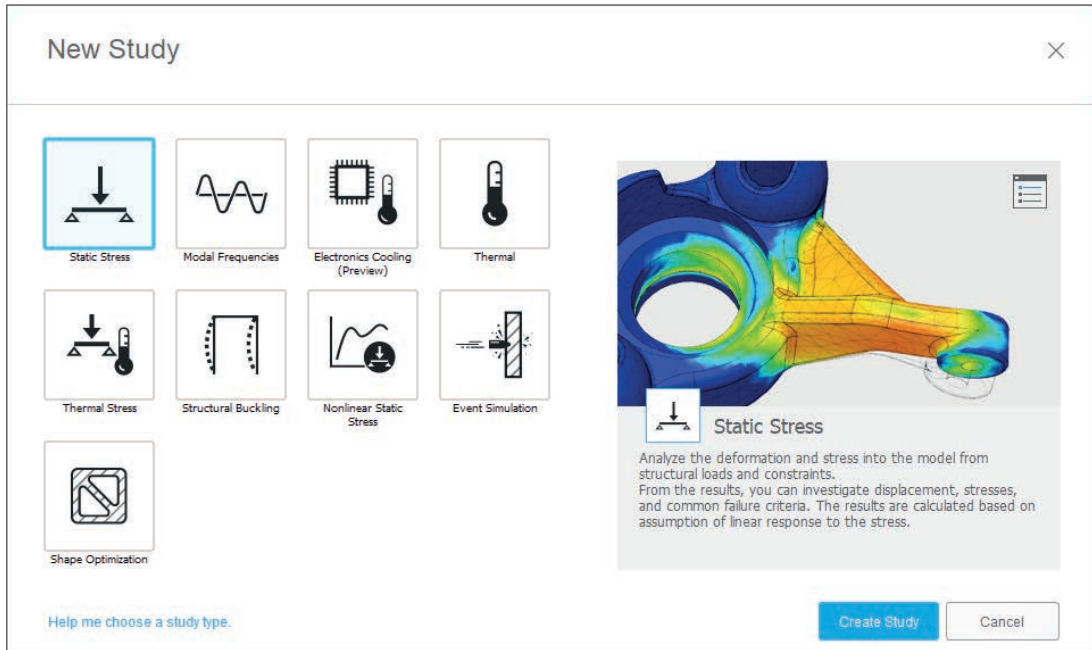 New Study
Static Stress
Modal Frequencies
Electronics Cooling
(Preview)
Thermal
Thermal Stress
Structural Buckling
Nonlinear Static
Stress
Event Simulation
Shape Optimization
Static Stress
Analyze the deformation and stress into the model from
structural loads and constraints.
From the results, you can investigate displacement, stresses,
and common failure criteria. The results are calculated based on
assumption of linear response to the stress.
Help me choose a study type.
Create Study
Cancel